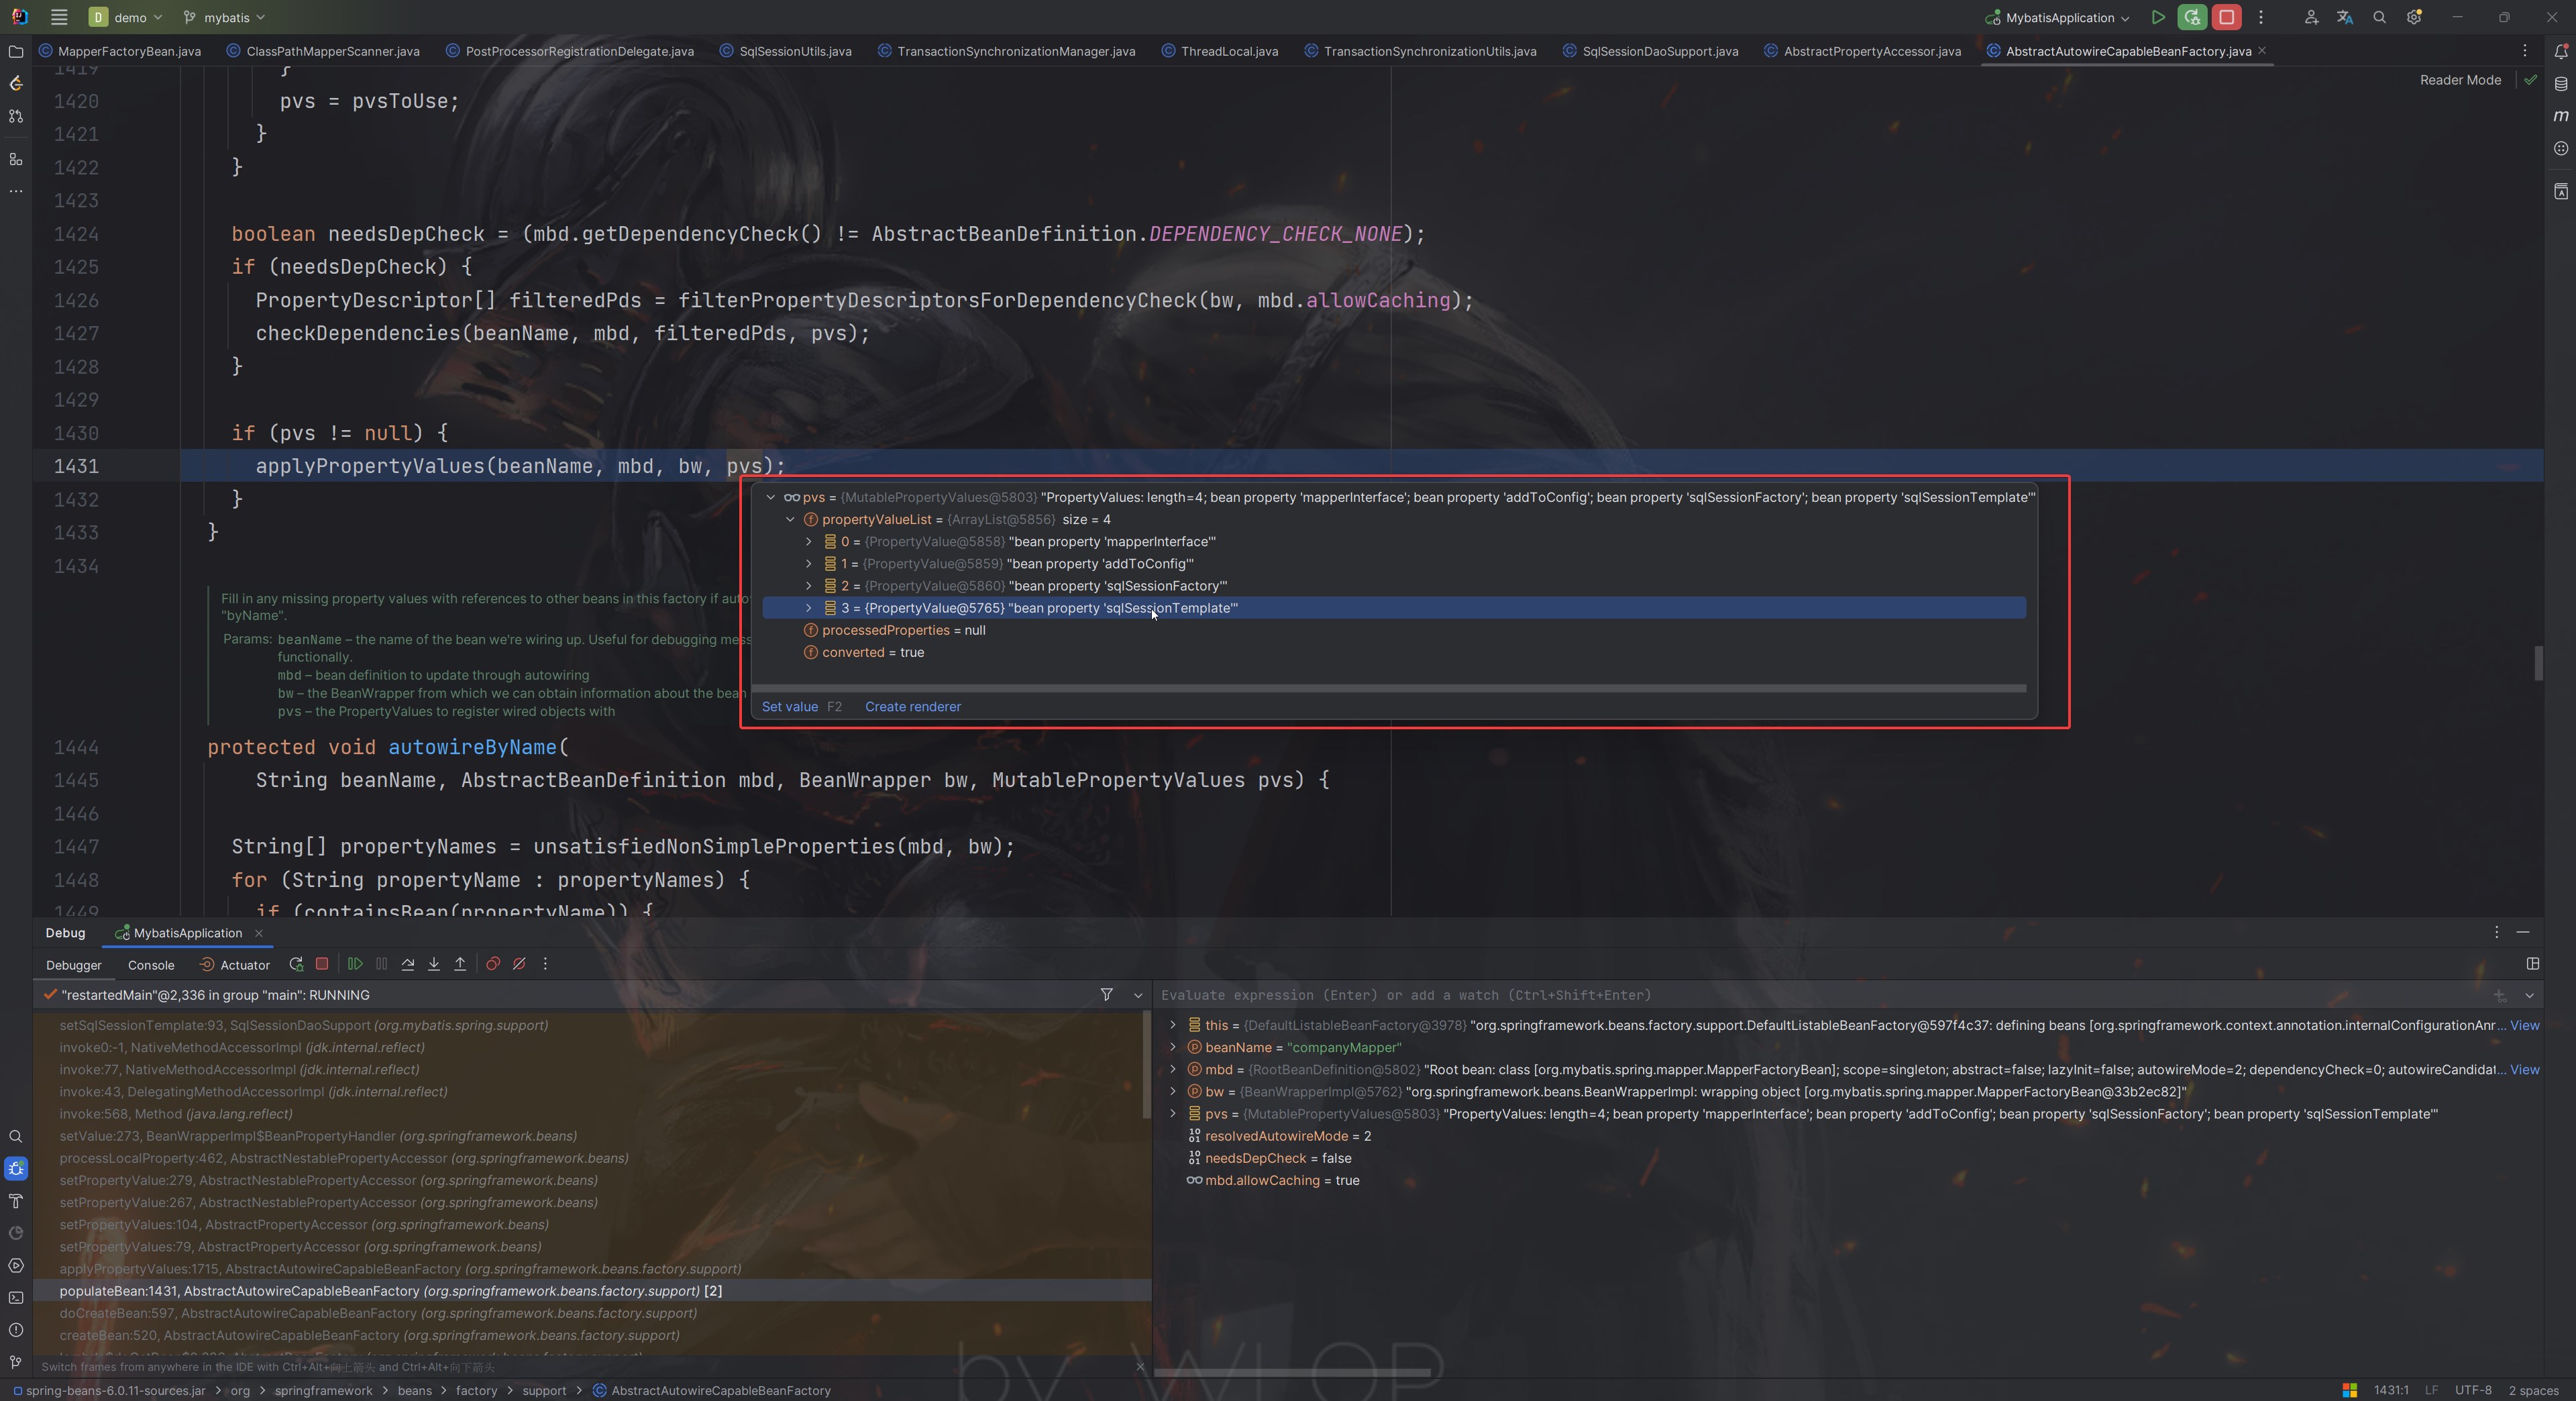 D demo mybatis MybatisApplication
MapperFactoryBean.java ClassPathMapperScanner.java PostProcessorRegistrationDelegate.java SqlSessionUtils.java TransactionSynchronizationManager.java ThreadLocal.java TransactionSynchronizationUtils.java SqlSessionDaoSupport.java AbstractPropertyAccessor.java AbstractAutowireCapableBeanFactory.java
Reader Mode
1419 }
1420 pvs = pvsToUse;
1421 }
1422 }
1423
1424 boolean needsDepCheck = (mbd.getDependencyCheck() != AbstractBeanDefinition.DEPENDENCY_CHECK_NONE);
1425 if (needsDepCheck) {
1426 PropertyDescriptor[] filteredPds = filterPropertyDescriptorsForDependencyCheck(bw, mbd.allowCaching);
1427 checkDependencies(beanName, mbd, filteredPds, pvs);
1428 }
1429
1430 if (pvs != null) {
1431 applyPropertyValues(beanName, mbd, bw, pvs);
1432 }
1433 }
1434
pvs = {MutablePropertyValues@5803} "PropertyValues: length=4; bean property 'mapperInterface'; bean property 'addToConfig'; bean property 'sqlSessionFactory'; bean property 'sqlSessionTemplate'"
propertyValueList = {ArrayList@5856} size = 4
0 = {PropertyValue@5858} "bean property 'mapperInterface'"
1 = {PropertyValue@5859} "bean property 'addToConfig'"
2 = {PropertyValue@5860} "bean property 'sqlSessionFactory'"
3 = {PropertyValue@5765} "bean property 'sqlSessionTemplate'"
processedProperties = null
converted = true
Set value F2 Create renderer
Fill in any missing property values with references to other beans in this factory if auto
"byName".
Params: beanName – the name of the bean we're wiring up. Useful for debugging mess
functionally.
mbd – bean definition to update through autowiring
bw – the BeanWrapper from which we can obtain information about the bean
pvs – the PropertyValues to register wired objects with
1444 protected void autowireByName(
1445 String beanName, AbstractBeanDefinition mbd, BeanWrapper bw, MutablePropertyValues pvs) {
1446
1447 String[] propertyNames = unsatisfiedNonSimpleProperties(mbd, bw);
1448 for (String propertyName : propertyNames) {
1449 if (containsBean(propertyName)) {
Debug MybatisApplication
Debugger Console Actuator
"restartedMain"@2,336 in group "main": RUNNING
setSqlSessionTemplate:93, SqlSessionDaoSupport (org.mybatis.spring.support)
invoke0:-1, NativeMethodAccessorImpl (jdk.internal.reflect)
invoke:77, NativeMethodAccessorImpl (jdk.internal.reflect)
invoke:43, DelegatingMethodAccessorImpl (jdk.internal.reflect)
invoke:568, Method (java.lang.reflect)
setValue:273, BeanWrapperImpl$BeanPropertyHandler (org.springframework.beans)
processLocalProperty:462, AbstractNestablePropertyAccessor (org.springframework.beans)
setPropertyValue:279, AbstractNestablePropertyAccessor (org.springframework.beans)
setPropertyValue:267, AbstractNestablePropertyAccessor (org.springframework.beans)
setPropertyValues:104, AbstractPropertyAccessor (org.springframework.beans)
setPropertyValues:79, AbstractPropertyAccessor (org.springframework.beans)
applyPropertyValues:1715, AbstractAutowireCapableBeanFactory (org.springframework.beans.factory.support)
populateBean:1431, AbstractAutowireCapableBeanFactory (org.springframework.beans.factory.support) [2]
doCreateBean:597, AbstractAutowireCapableBeanFactory (org.springframework.beans.factory.support)
createBean:520, AbstractAutowireCapableBeanFactory (org.springframework.beans.factory.support)
Switch frames from anywhere in the IDE with Ctrl+Alt+向上箭头 and Ctrl+Alt+向下箭头
Evaluate expression (Enter) or add a watch (Ctrl+Shift+Enter)
this = {DefaultListableBeanFactory@3978} "org.springframework.beans.factory.support.DefaultListableBeanFactory@597f4c37: defining beans [org.springframework.context.annotation.internalConfigurationAnr... View
beanName = "companyMapper"
mbd = {RootBeanDefinition@5802} "Root bean: class [org.mybatis.spring.mapper.MapperFactoryBean]; scope=singleton; abstract=false; lazyInit=false; autowireMode=2; dependencyCheck=0; autowireCandidat... View
bw = {BeanWrapperImpl@5762} "org.springframework.beans.BeanWrapperImpl: wrapping object [org.mybatis.spring.mapper.MapperFactoryBean@33b2ec82]"
pvs = {MutablePropertyValues@5803} "PropertyValues: length=4; bean property 'mapperInterface'; bean property 'addToConfig'; bean property 'sqlSessionFactory'; bean property 'sqlSessionTemplate'"
resolvedAutowireMode = 2
needsDepCheck = false
mbd.allowCaching = true
by WLOP
spring-beans-6.0.11-sources.jar org springframework beans factory support AbstractAutowireCapableBeanFactory
1431:1 LF UTF-8 2 spaces